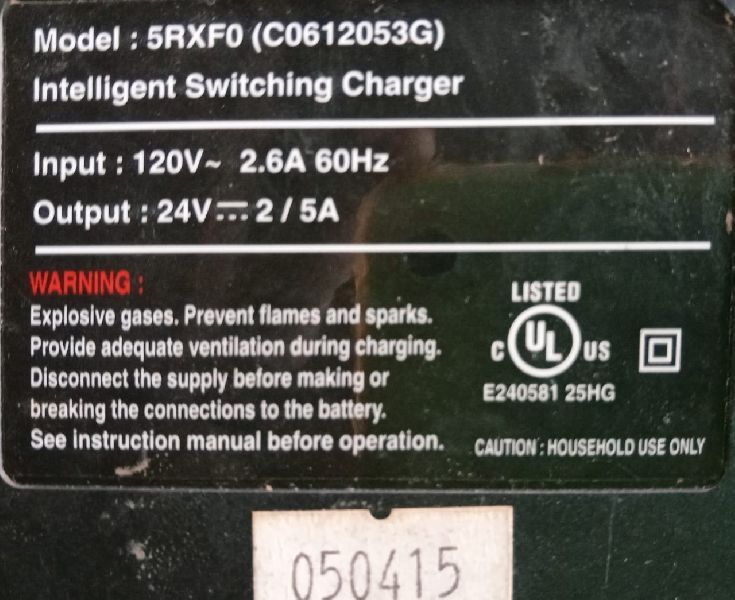 Model : 5RXF0 (C0612053G)
Intelligent Switching Charger
Input : 120V~ 2.6A 60Hz
Output : 24V⎓ 2 / 5A
WARNING :
Explosive gases. Prevent flames and sparks.
Provide adequate ventilation during charging.
Disconnect the supply before making or
breaking the connections to the battery.
See instruction manual before operation.
LISTED
C UL US
E240581 25HG
CAUTION : HOUSEHOLD USE ONLY
050415